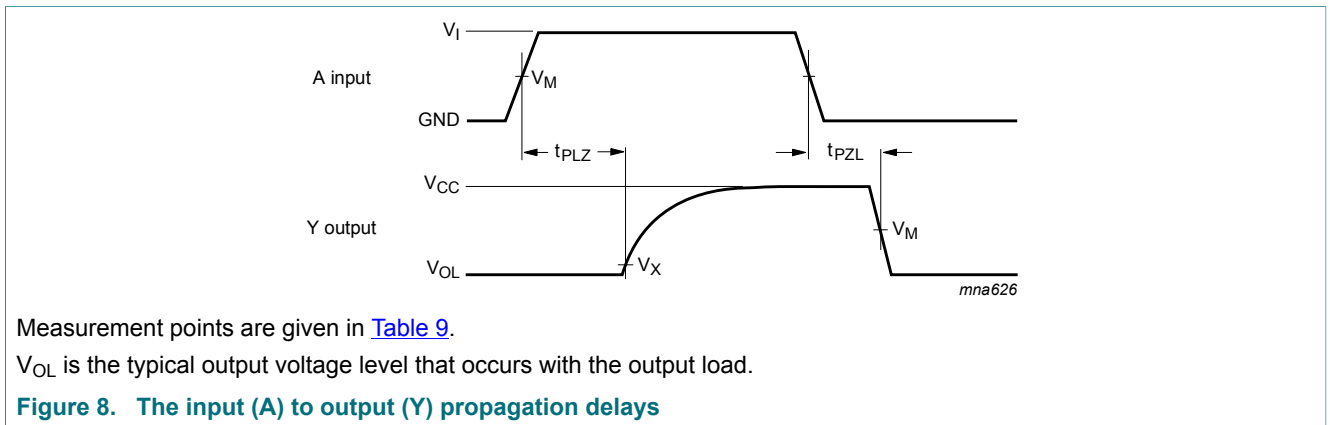 V_I
A input
V_M
GND
t_PLZ
t_PZL
V_CC
Y output
V_M
V_OL
V_X
mna626
Measurement points are given in Table 9.
V_OL is the typical output voltage level that occurs with the output load.
Figure 8. The input (A) to output (Y) propagation delays